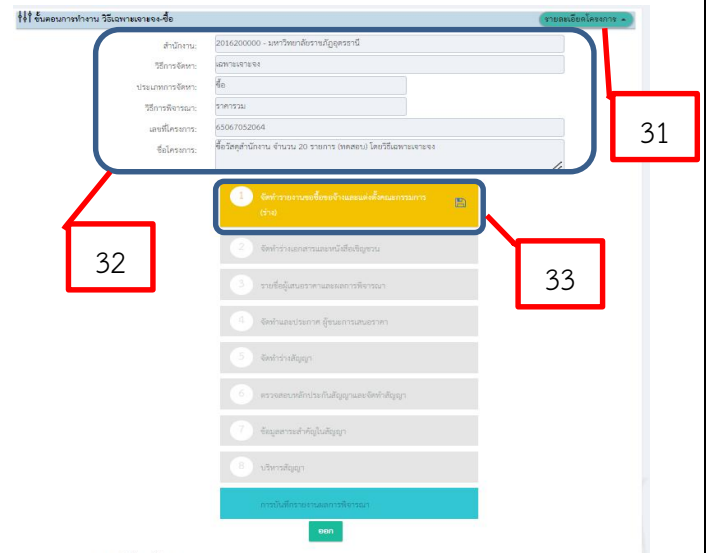 ขั้นตอนการทำงาน วิธีเฉพาะเจาะจง-ซื้อ
รายละเอียดโครงการ
สำนักงาน: 2016200000 - มหาวิทยาลัยราชภัฏอุดรธานี
วิธีการจัดหา: เฉพาะเจาะจง
ประเภทการจัดหา: ซื้อ
วิธีการพิจารณา: ราคารวม
เลขที่โครงการ: 65067052064
ชื่อโครงการ: ซื้อวัสดุสำนักงาน จำนวน 20 รายการ (ทดสอบ) โดยวิธีเฉพาะเจาะจง
31
1 จัดทำรายงานขอซื้อขอจ้างและแต่งตั้งคณะกรรมการ
(ร่าง)
32
33
2 จัดทำร่างเอกสารและหนังสือเชิญชวน
3 รายชื่อผู้เสนอราคาและผลการพิจารณา
4 จัดทำและประกาศ ผู้ชนะการเสนอราคา
5 จัดทำร่างสัญญา
6 ตรวจสอบหลักประกันสัญญาและจัดทำสัญญา
7 ข้อมูลสาระสำคัญในสัญญา
8 บริหารสัญญา
การบันทึกรายงานผลการพิจารณา
ออก